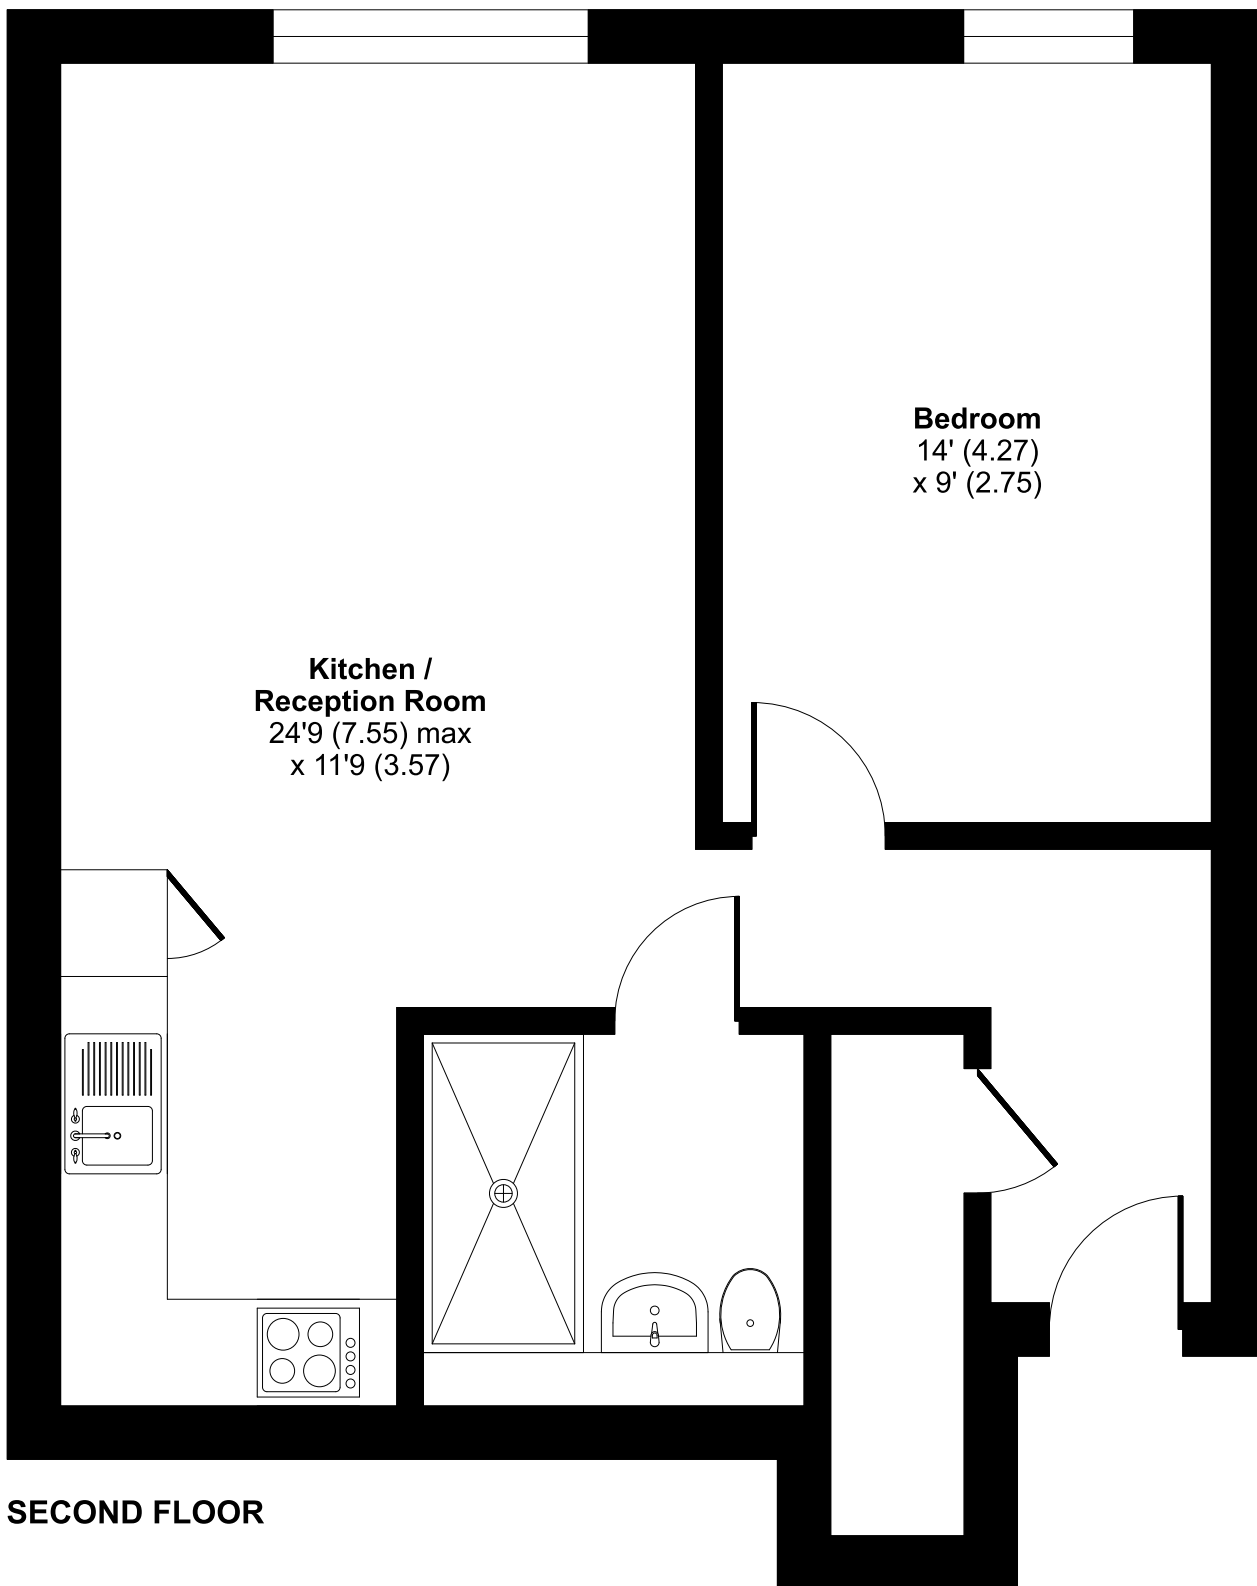 Bedroom
14' (4.27)
x 9' (2.75)
Kitchen /
Reception Room
24'9 (7.55) max
x 11'9 (3.57)
SECOND FLOOR